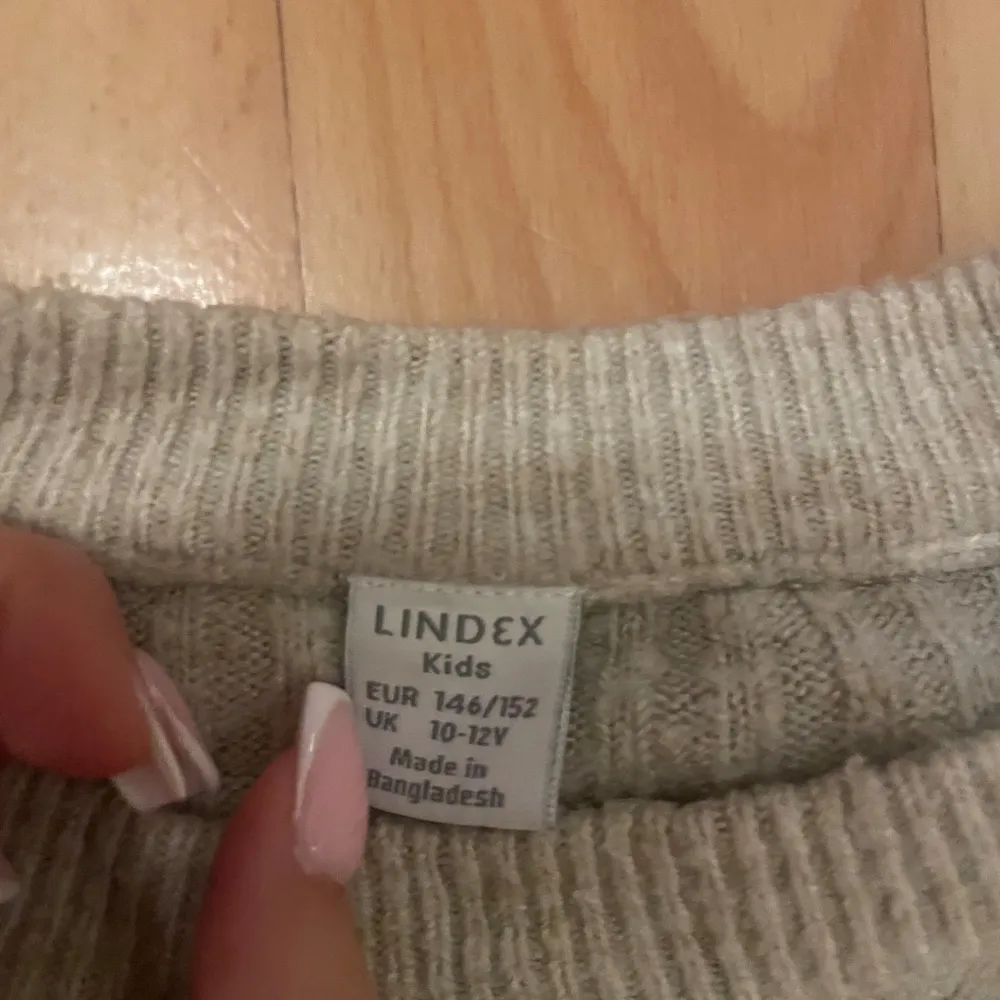 LINDEX
Kids
EUR 146/152
UK 10-12Y
Made in
Bangladesh